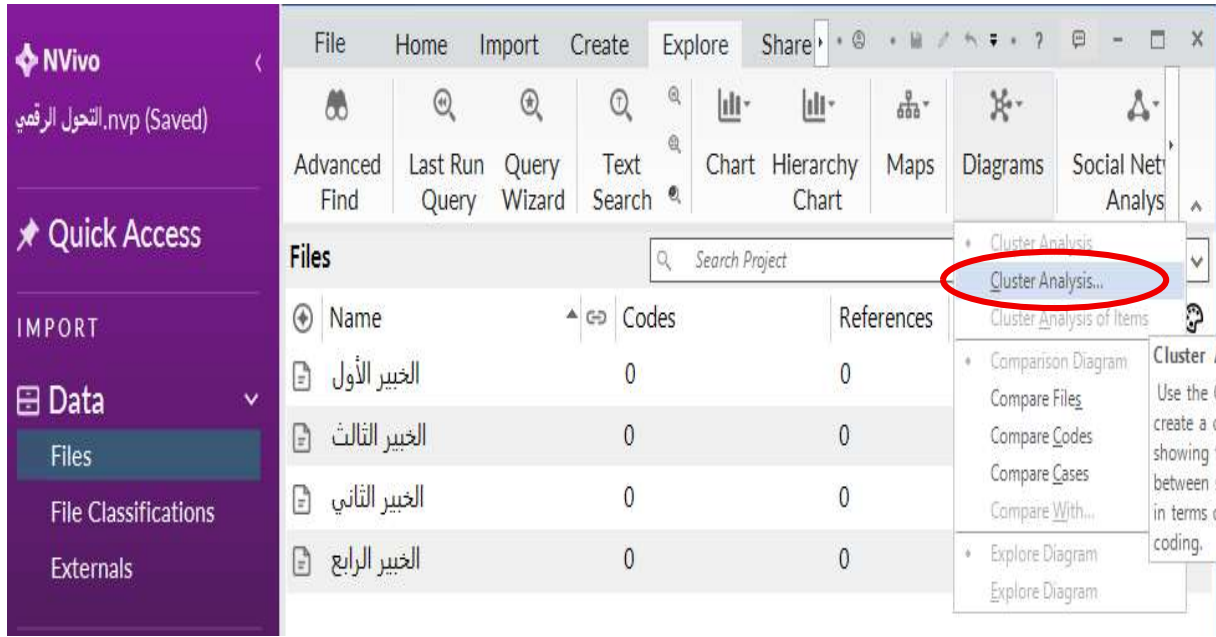 NVivo
التحول الرقمي.nvp (Saved)
Quick Access
IMPORT
Data
Files
File Classifications
Externals
File Home Import Create Explore Share
Advanced Find
Last Run Query
Query Wizard
Text Search
Chart
Hierarchy Chart
Maps
Diagrams
Social Net
Analys
Files
Search Project
Name Codes References
الخبير الأول 0 0
الخبير الثالث 0 0
الخبير الثاني 0 0
الخبير الرابع 0 0
Cluster Analysis
Cluster Analysis...
Cluster Analysis of Items
Comparison Diagram
Compare Files
Compare Codes
Compare Cases
Compare With...
Explore Diagram
Explore Diagram
Cluster
Use the
create a
showing
between
in terms
coding.